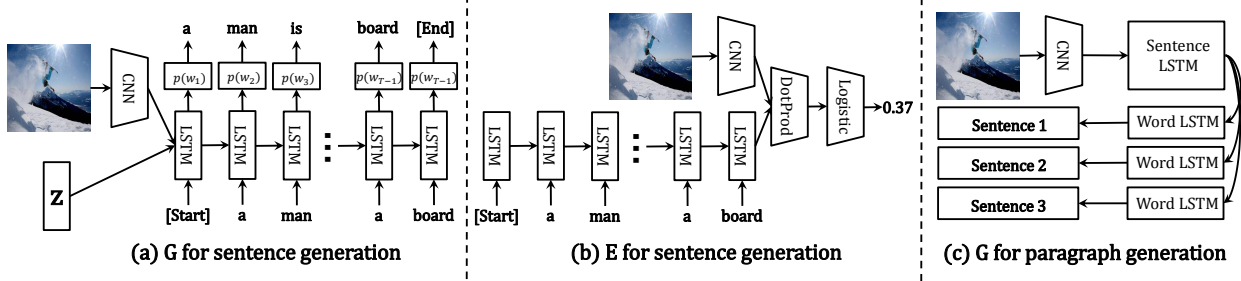 a man is board [End]
p(w₁) p(w₂) p(w₃) p(w_{T−1}) p(w_{T−1})
CNN
LSTM LSTM LSTM LSTM LSTM
z
[Start] a man a board
(a) G for sentence generation
CNN
DotProd
Logistic
0.37
LSTM LSTM LSTM LSTM LSTM
[Start] a man a board
(b) E for sentence generation
CNN
Sentence
LSTM
Sentence 1 Word LSTM
Sentence 2 Word LSTM
Sentence 3 Word LSTM
(c) G for paragraph generation